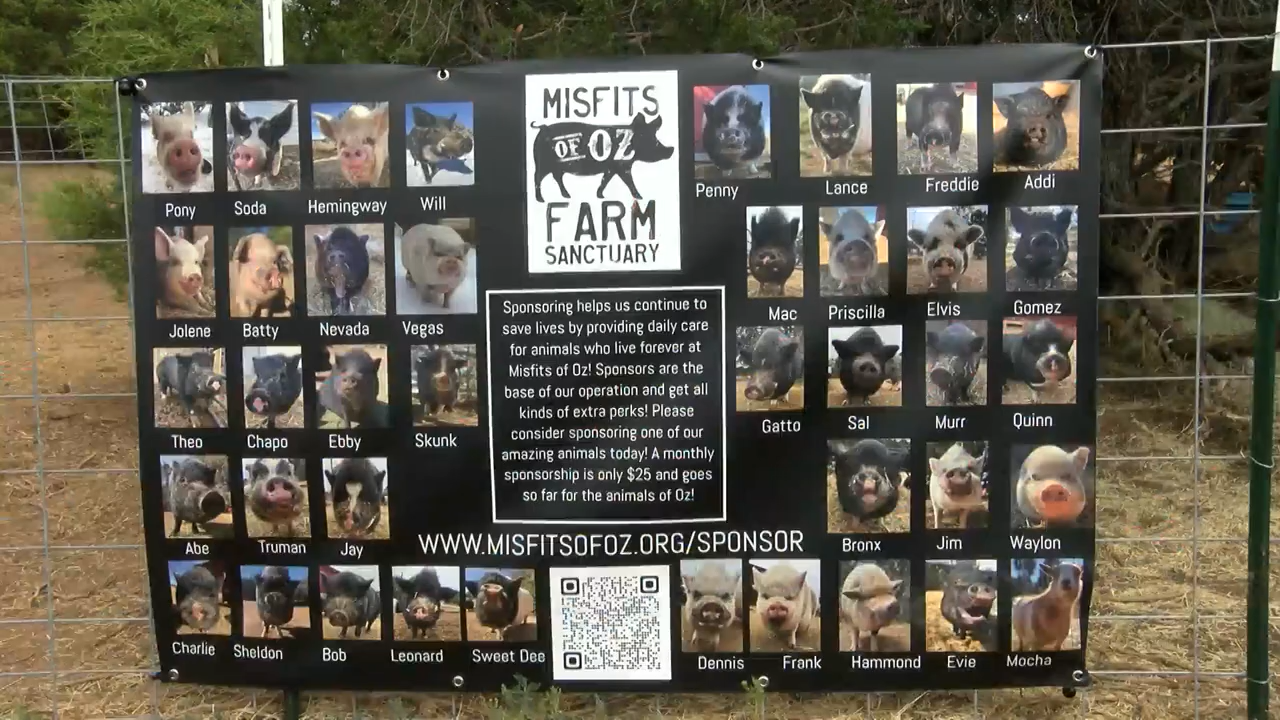 MISFITS
OF OZ
FARM
SANCTUARY
Penny Lance Freddie Addi
Pony Soda Hemingway Will
Mac Priscilla Elvis Gomez
Jolene Batty Nevada Vegas
Sponsoring helps us continue to
save lives by providing daily care
for animals who live forever at
Misfits of Oz! Sponsors are the
base of our operation and get all
kinds of extra perks! Please
consider sponsoring one of our
amazing animals today! A monthly
sponsorship is only $25 and goes
so far for the animals of Oz!
Gatto Sal Murr Quinn
Theo Chapo Ebby Skunk
Abe Truman Jay
WWW.MISFITSOFOZ.ORG/SPONSOR
Bronx Jim Waylon
Charlie Sheldon Bob Leonard Sweet Dee
Dennis Frank Hammond Evie Mocha